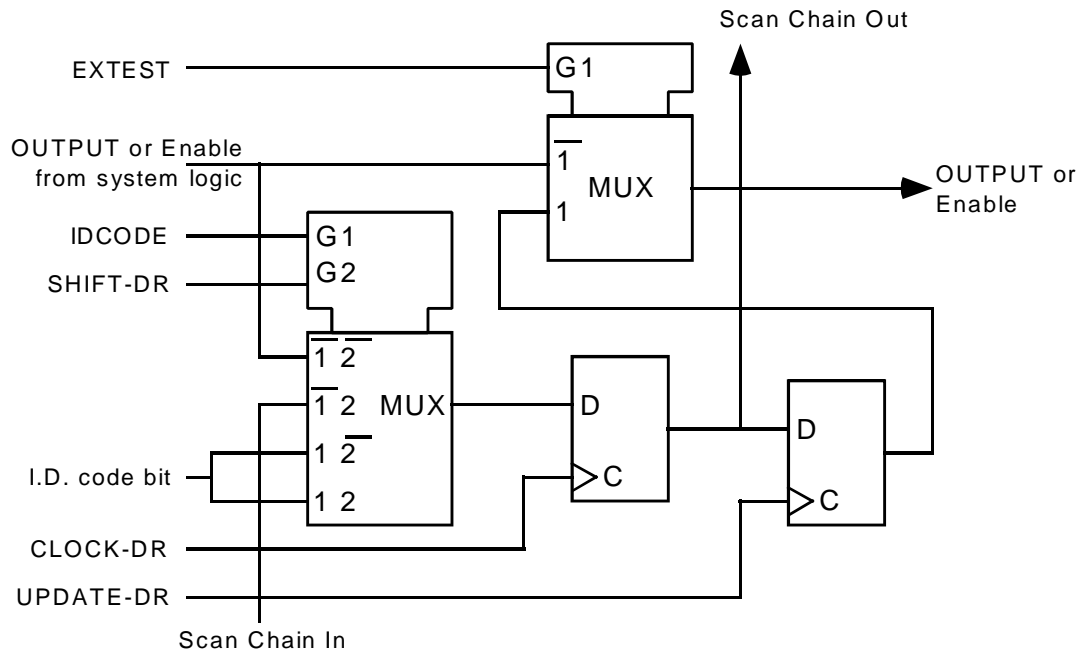 Scan Chain Out
EXTEST
G1
OUTPUT or Enable
from system logic
1
MUX
1
OUTPUT or
Enable
IDCODE
G1
SHIFT-DR
G2
1 2
1 2
MUX
1 2
1 2
D
C
D
C
I.D. code bit
CLOCK-DR
UPDATE-DR
Scan Chain In